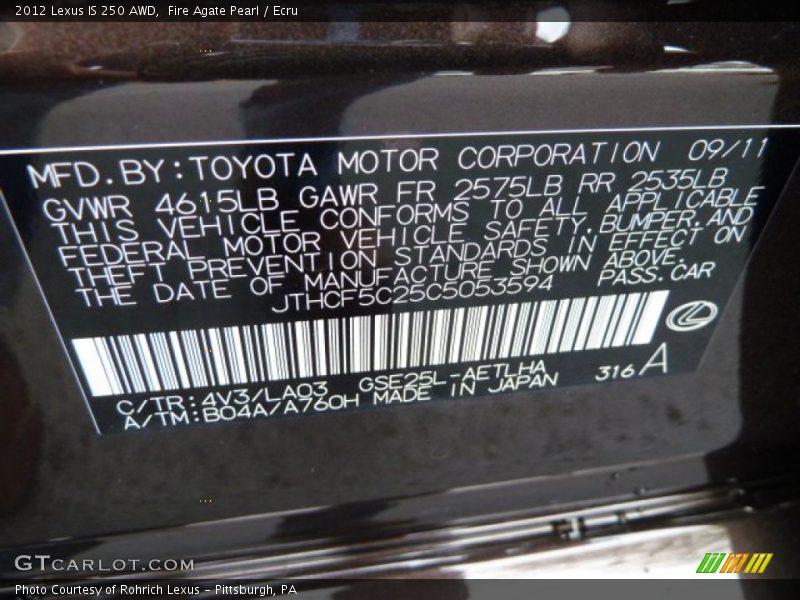 2012 Lexus IS 250 AWD,  Fire Agate Pearl / Ecru
MFD. BY: TOYOTA MOTOR CORPORATION 09/11
GVWR 4615LB GAWR FR 2575LB RR 2535LB
THIS VEHICLE CONFORMS TO ALL APPLICABLE
FEDERAL MOTOR VEHICLE SAFETY, BUMPER, AND
THEFT PREVENTION STANDARDS IN EFFECT ON
THE DATE OF MANUFACTURE SHOWN ABOVE.
JTHCF5C25C5053594 PASS. CAR
C/TR: 4V3/LA03 GSE25L-AETLHA
A/TM: B04A/A760H MADE IN JAPAN 316 A
GTCARLOT.COM
Photo Courtesy of Rohrich Lexus - Pittsburgh, PA